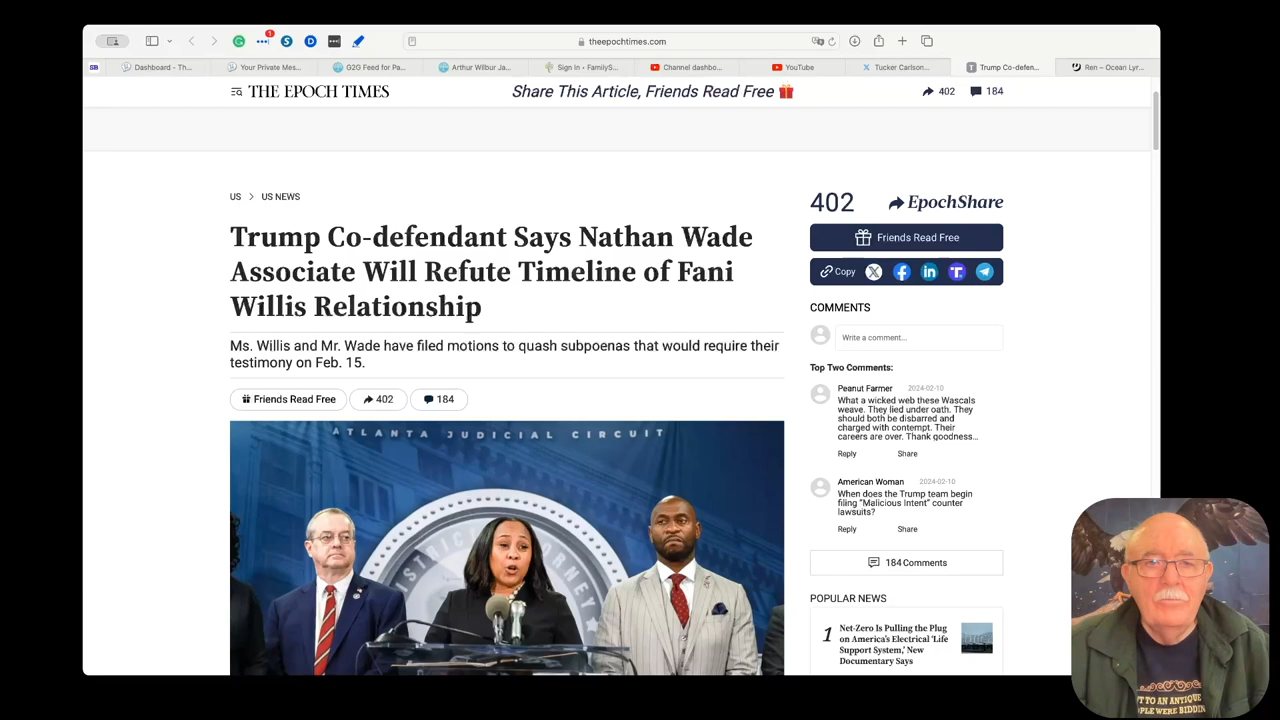 theepochtimes.com
1
SB
Dashboard - Th...
Your Private Mes...
G2G Feed for Pa...
Arthur Wilbur Ja...
Sign In • FamilyS...
Channel dashbo...
YouTube
Tucker Carlson...
Trump Co-defen...
Ren – Ocean Lyr...
THE EPOCH TIMES
Share This Article, Friends Read Free
402
184
US > US NEWS
Trump Co-defendant Says Nathan Wade
Associate Will Refute Timeline of Fani
Willis Relationship
Ms. Willis and Mr. Wade have filed motions to quash subpoenas that would require their
testimony on Feb. 15.
Friends Read Free
402
184
ATLANTA JUDICIAL CIRCUIT
402
EpochShare
Friends Read Free
Copy
COMMENTS
Write a comment...
Top Two Comments:
Peanut Farmer 2024-02-10
What a wicked web these Wascals
weave. They lied under oath. They
should both be disbarred and
charged with contempt. Their
careers are over. Thank goodness...
Reply Share
American Woman 2024-02-10
When does the Trump team begin
filing "Malicious Intent" counter
lawsuits?
Reply Share
184 Comments
POPULAR NEWS
1
Net-Zero Is Pulling the Plug
on America's Electrical 'Life
Support System,' New
Documentary Says
TO AN ANTIQUE
WERE BIDDIN